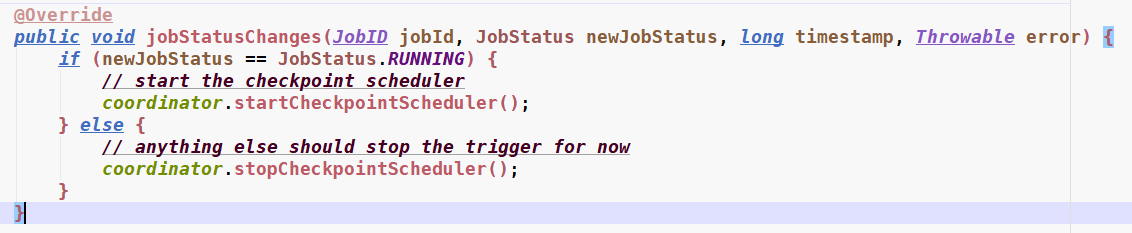 @Override
public void jobStatusChanges(JobID jobId, JobStatus newJobStatus, long timestamp, Throwable error) {
    if (newJobStatus == JobStatus.RUNNING) {
        // start the checkpoint scheduler
        coordinator.startCheckpointScheduler();
    } else {
        // anything else should stop the trigger for now
        coordinator.stopCheckpointScheduler();
    }
}